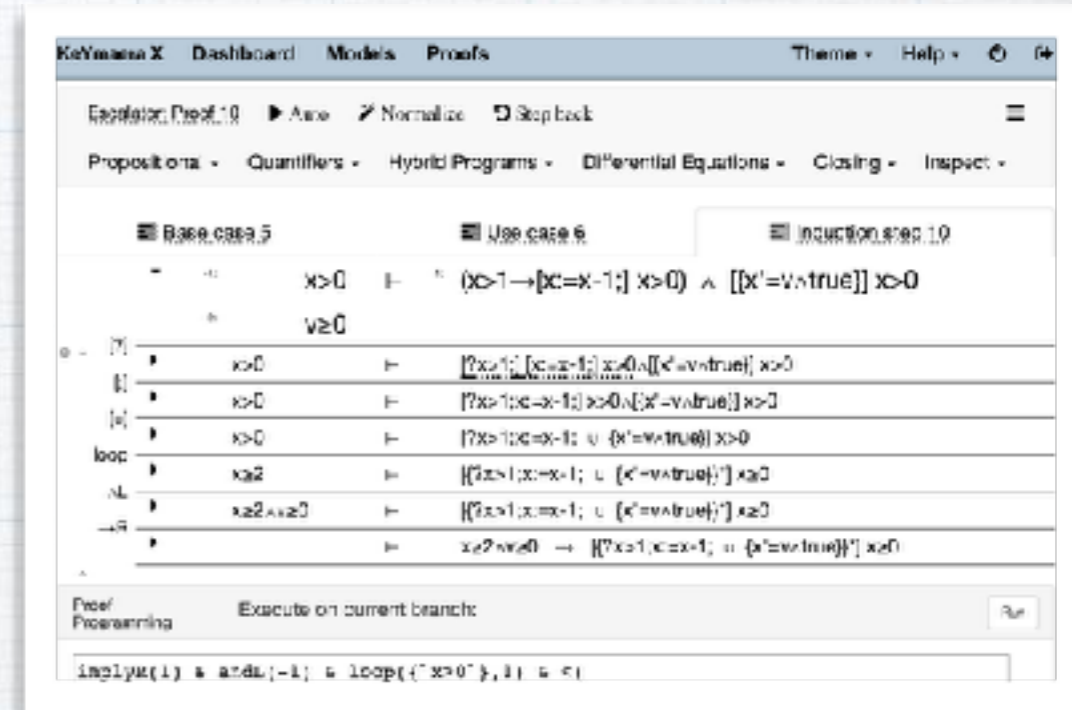 KeYmaera X Dashboard Models Proofs Theme Help
Escalator: Proof 10 Auto Normalize Step back
Propositional Quantifiers Hybrid Programs Differential Equations Closing Inspect
Base case 5 Use case 6 Induction step 10
x>0 ⊢ (x>1→[x:=x-1;] x>0) ∧ [{x'=v∧true}] x>0
v≥0
[?] x>0 ⊢ [?x>1;] [x:=x-1;] x>0∧[{x'=v∧true}] x>0
[;] x>0 ⊢ [?x>1;x:=x-1;] x>0∧[{x'=v∧true}] x>0
[∪] x>0 ⊢ [?x>1;x:=x-1; ∪ {x'=v∧true}] x>0
loop x≥2 ⊢ [{?x>1;x:=x-1; ∪ {x'=v∧true}}*] x≥0
∧L x≥2∧v≥0 ⊢ [{?x>1;x:=x-1; ∪ {x'=v∧true}}*] x≥0
→R ⊢ x≥2∧v≥0 → [{?x>1;x:=x-1; ∪ {x'=v∧true}}*] x≥0
Proof Programming Execute on current branch: Run
implyR(1) & andL(-1) & loop({`x>0`},1) & <(